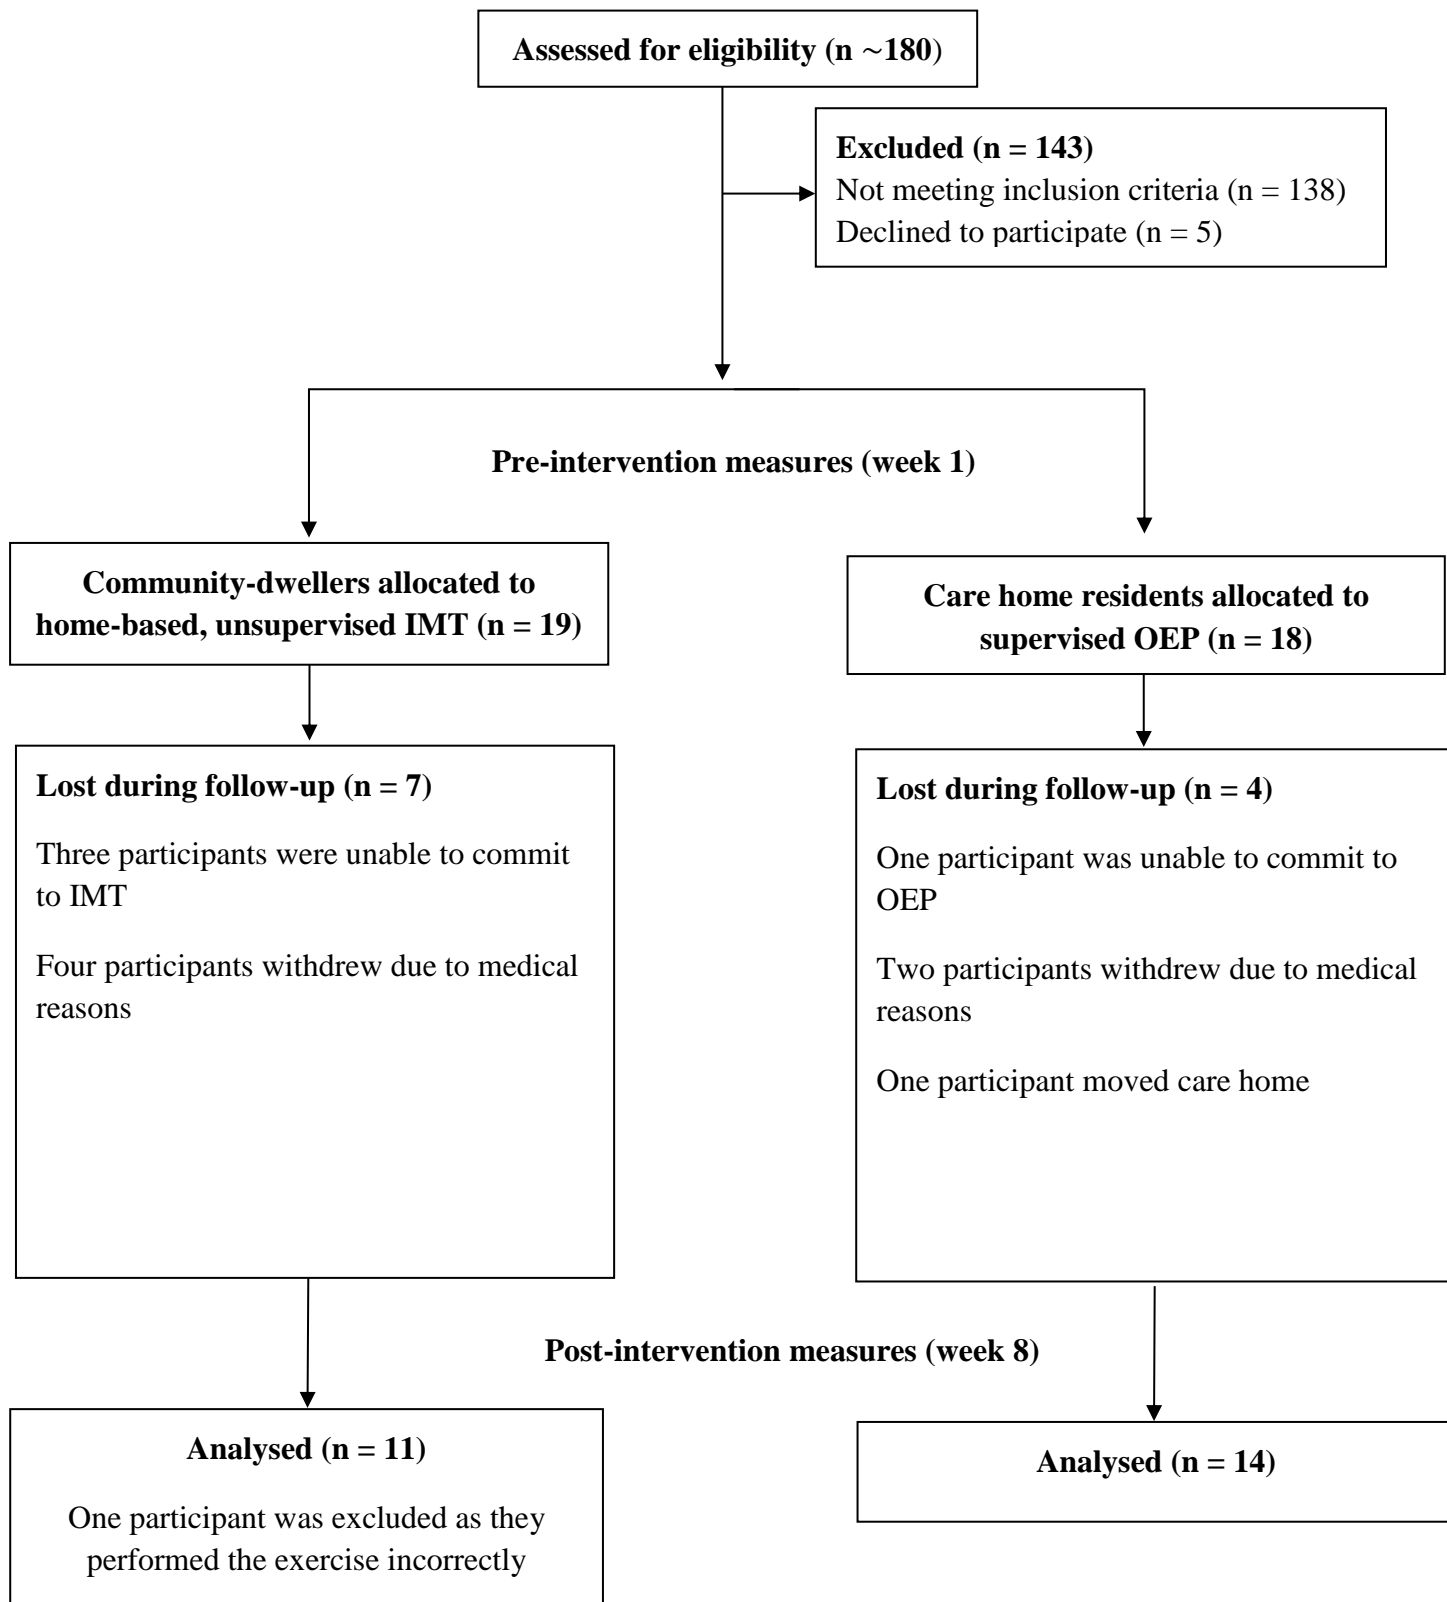 Assessed for eligibility (n ~180)
Excluded (n = 143)
Not meeting inclusion criteria (n = 138)
Declined to participate (n = 5)
Pre-intervention measures (week 1)
Community-dwellers allocated to
home-based, unsupervised IMT (n = 19)
Care home residents allocated to
supervised OEP (n = 18)
Lost during follow-up (n = 7)
Three participants were unable to commit
to IMT
Four participants withdrew due to medical
reasons
Lost during follow-up (n = 4)
One participant was unable to commit to
OEP
Two participants withdrew due to medical
reasons
One participant moved care home
Post-intervention measures (week 8)
Analysed (n = 11)
One participant was excluded as they
performed the exercise incorrectly
Analysed (n = 14)